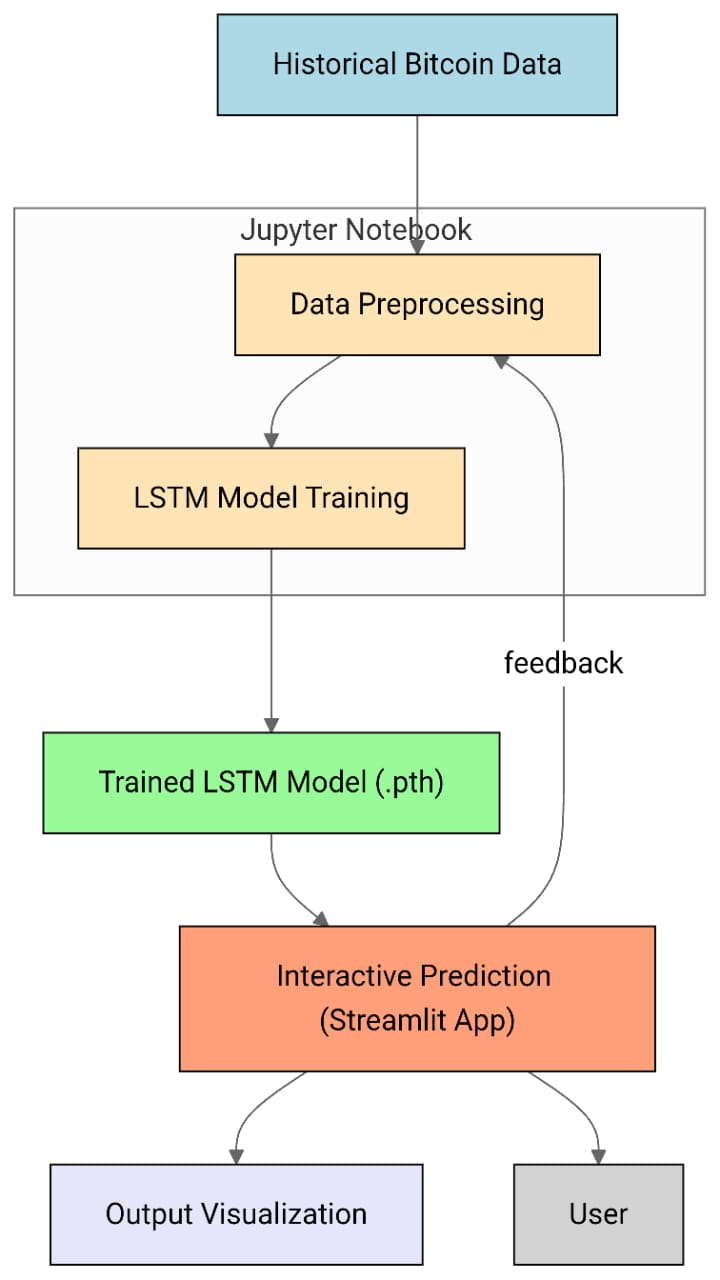 Historical Bitcoin Data
Jupyter Notebook
Data Preprocessing
LSTM Model Training
feedback
Trained LSTM Model (.pth)
Interactive Prediction
(Streamlit App)
Output Visualization
User